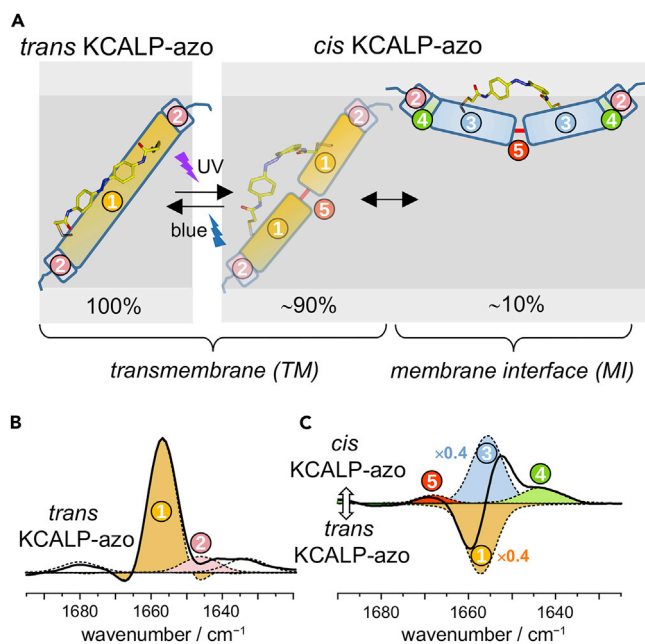 A
trans KCALP-azo
cis KCALP-azo
2
2
4
3
3
2
4
5
1
2
UV
1
5
blue
1
2
2
100%
~90%
~10%
transmembrane (TM)
membrane interface (MI)
B
C
trans
KCALP-azo
1
2
1680
1660
1640
wavenumber / cm⁻¹
cis
KCALP-azo
trans
KCALP-azo
×0.4
3
5
4
1
×0.4
1680
1660
1640
wavenumber / cm⁻¹